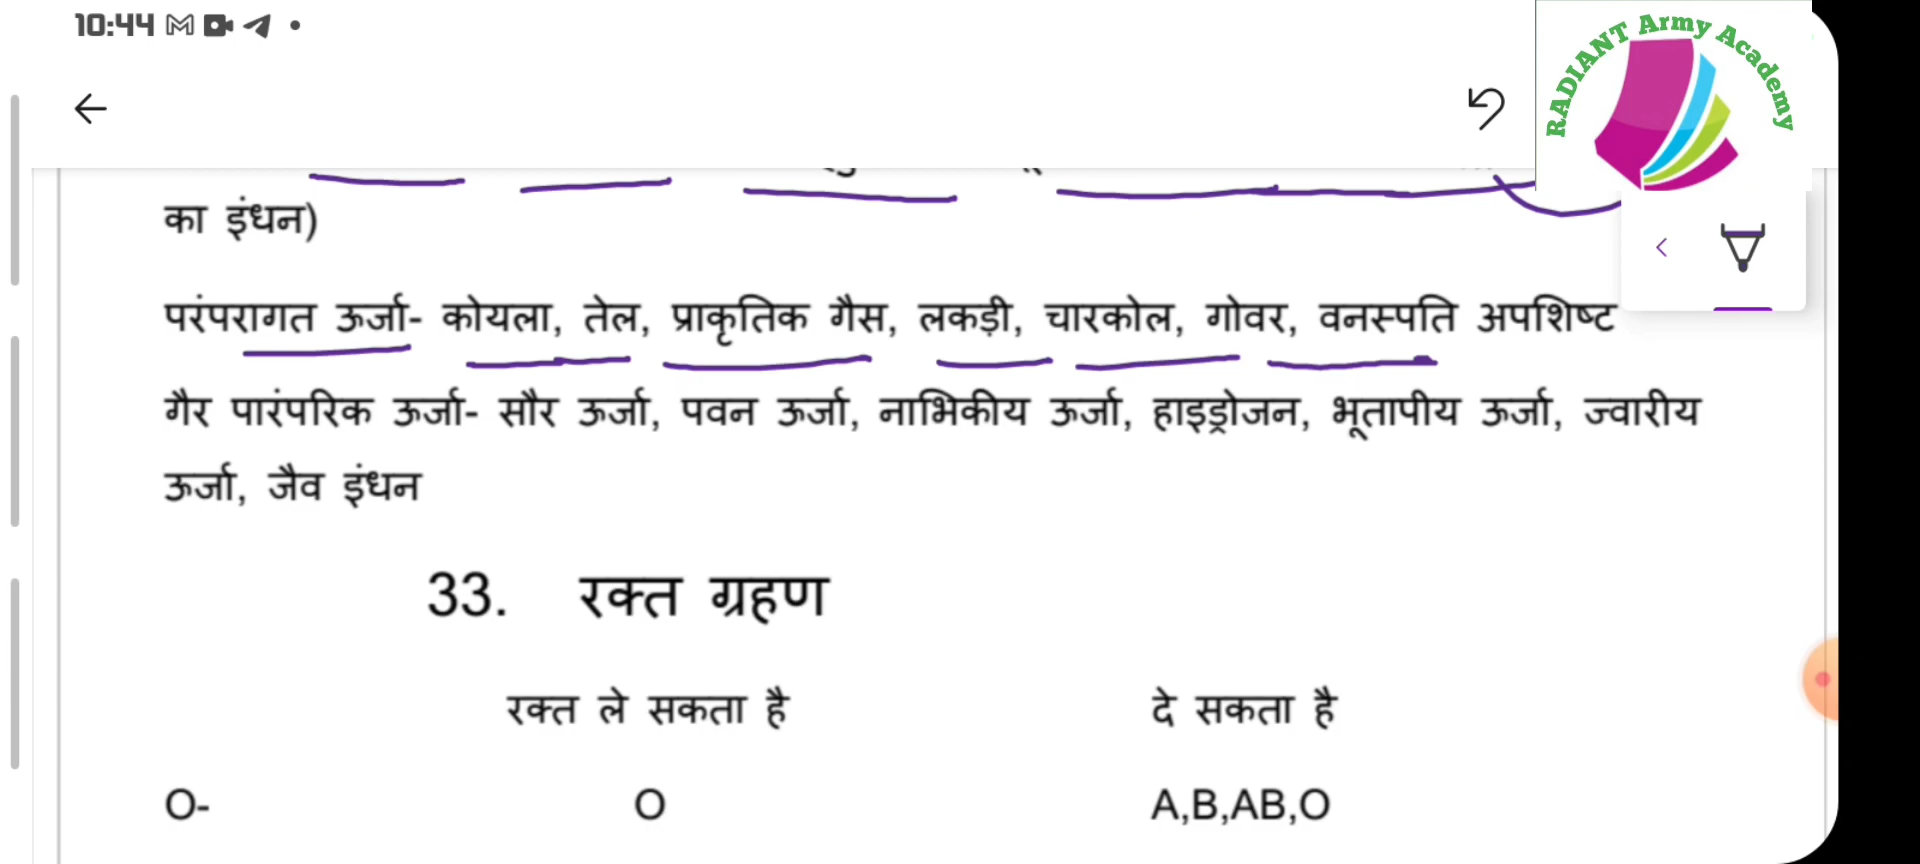 10:44
RADIANT Army Academy
का इंधन)
परंपरागत ऊर्जा- कोयला, तेल, प्राकृतिक गैस, लकड़ी, चारकोल, गोवर, वनस्पति अपशिष्ट
गैर पारंपरिक ऊर्जा- सौर ऊर्जा, पवन ऊर्जा, नाभिकीय ऊर्जा, हाइड्रोजन, भूतापीय ऊर्जा, ज्वारीय
ऊर्जा, जैव इंधन
33. रक्त ग्रहण
रक्त ले सकता है दे सकता है
O- O A,B,AB,O